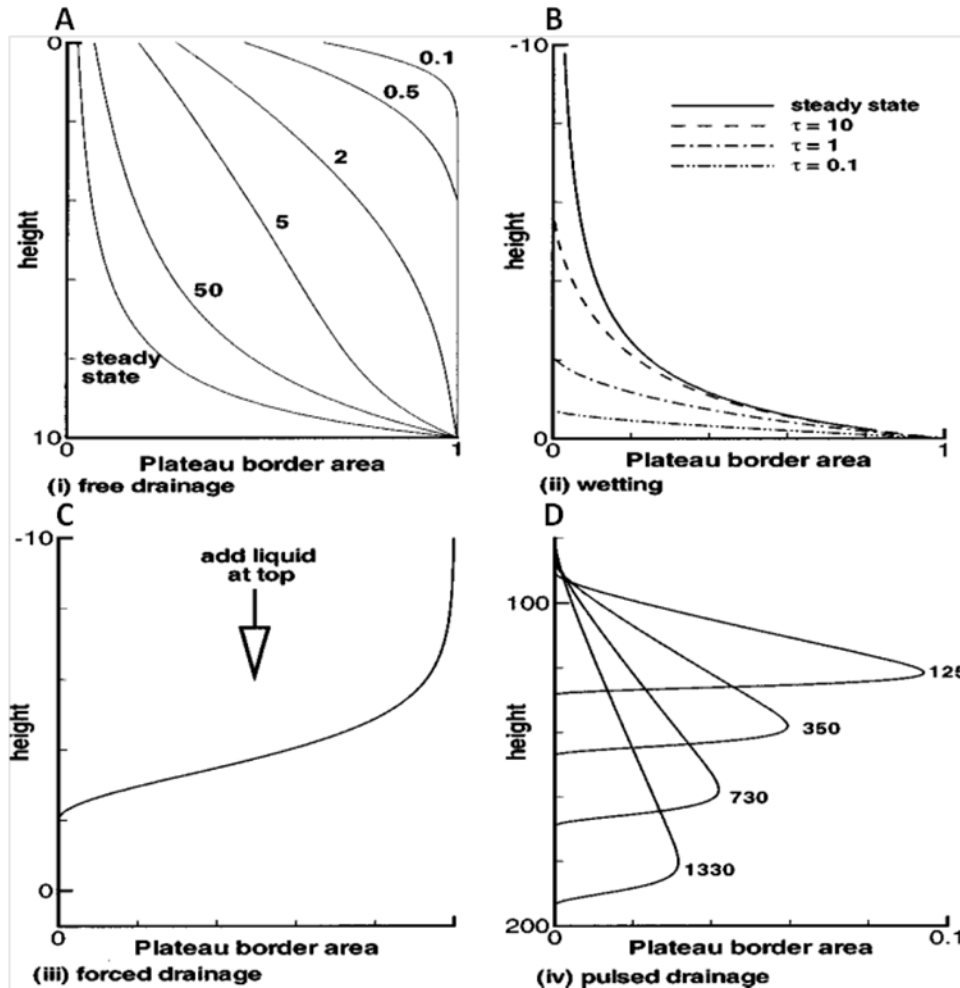 A
0
0.1
0.5
2
5
50
steady
state
height
10
0
1
Plateau border area
(i) free drainage
B
-10
steady state
τ = 10
τ = 1
τ = 0.1
height
0
0
1
Plateau border area
(ii) wetting
C
-10
add liquid
at top
height
0
0
Plateau border area
(iii) forced drainage
D
100
125
350
730
1330
height
200
0
0.1
Plateau border area
(iv) pulsed drainage